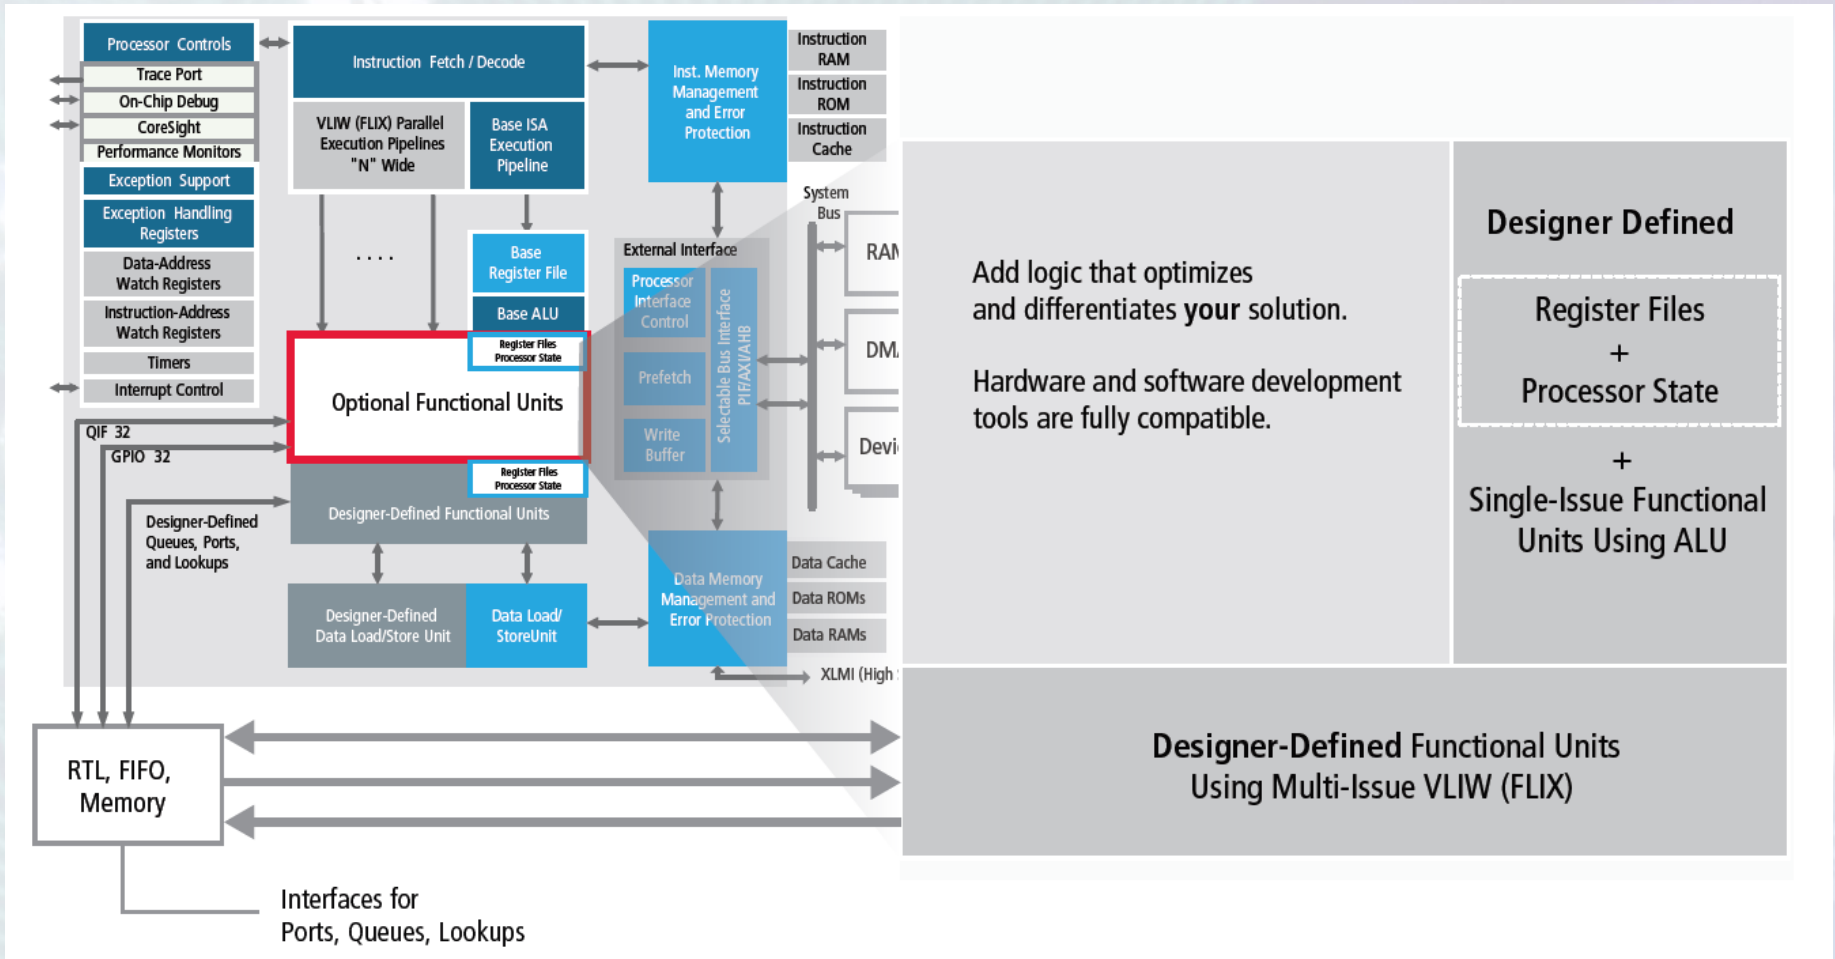 Processor Controls
Trace Port
On-Chip Debug
CoreSight
Performance Monitors
Exception Support
Exception Handling
Registers
Data-Address
Watch Registers
Instruction-Address
Watch Registers
Timers
Interrupt Control
Instruction Fetch / Decode
VLIW (FLIX) Parallel
Execution Pipelines
"N" Wide
Base ISA
Execution
Pipeline
. . . .
Base
Register File
Base ALU
Register Files
Processor State
Optional Functional Units
Register Files
Processor State
Designer-Defined Functional Units
Designer-Defined
Data Load/Store Unit
Data Load/
StoreUnit
QIF 32
GPIO 32
Designer-Defined
Queues, Ports,
and Lookups
Inst. Memory
Management
and Error
Protection
Instruction
RAM
Instruction
ROM
Instruction
Cache
External Interface
Processor
Interface
Control
Prefetch
Write
Buffer
Selectable Bus Interface
PIF/AXI/AHB
System
Bus
Data Memory
Management and
Error Protection
Data Cache
Data ROMs
Data RAMs
XLMI (High
RTL, FIFO,
Memory
Interfaces for
Ports, Queues, Lookups
Add logic that optimizes
and differentiates your solution.
Hardware and software development
tools are fully compatible.
Designer Defined
Register Files
+
Processor State
+
Single-Issue Functional
Units Using ALU
Designer-Defined Functional Units
Using Multi-Issue VLIW (FLIX)